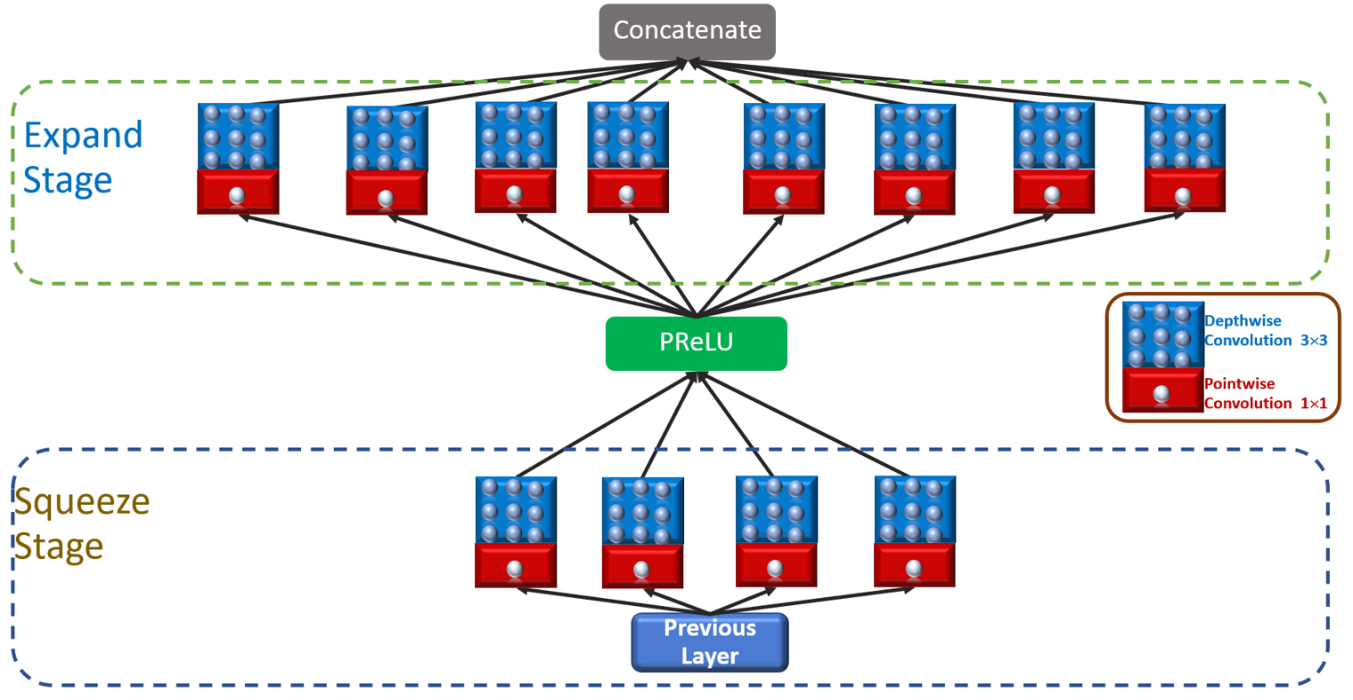 Concatenate
Expand
Stage
PReLU
Depthwise
Convolution 3×3
Pointwise
Convolution 1×1
Squeeze
Stage
Previous
Layer